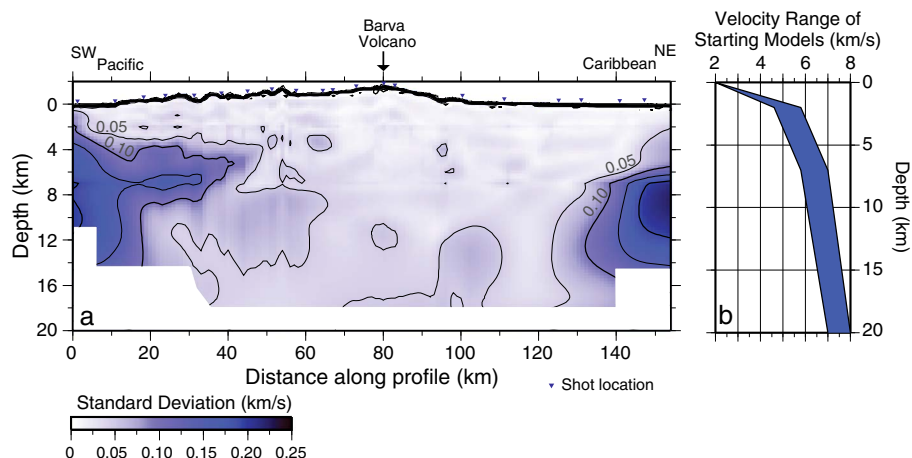 Barva
Volcano
SW
Pacific
Caribbean
NE
0.05
0.10
0.05
0.10
0
4
8
12
16
20
Depth (km)
a
0 20 40 60 80 100 120 140
Distance along profile (km)
Shot location
Standard Deviation (km/s)
0 0.05 0.10 0.15 0.20 0.25
Velocity Range of
Starting Models (km/s)
2 4 6 8
0
5
10
15
20
Depth (km)
b